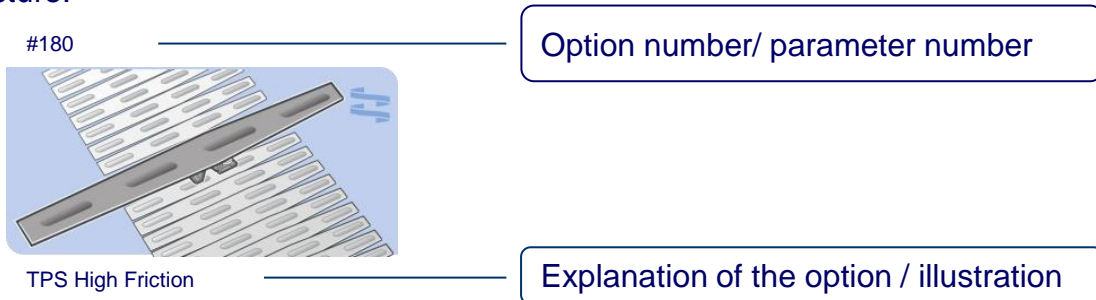 #180
Option number/ parameter number
TPS High Friction
Explanation of the option / illustration